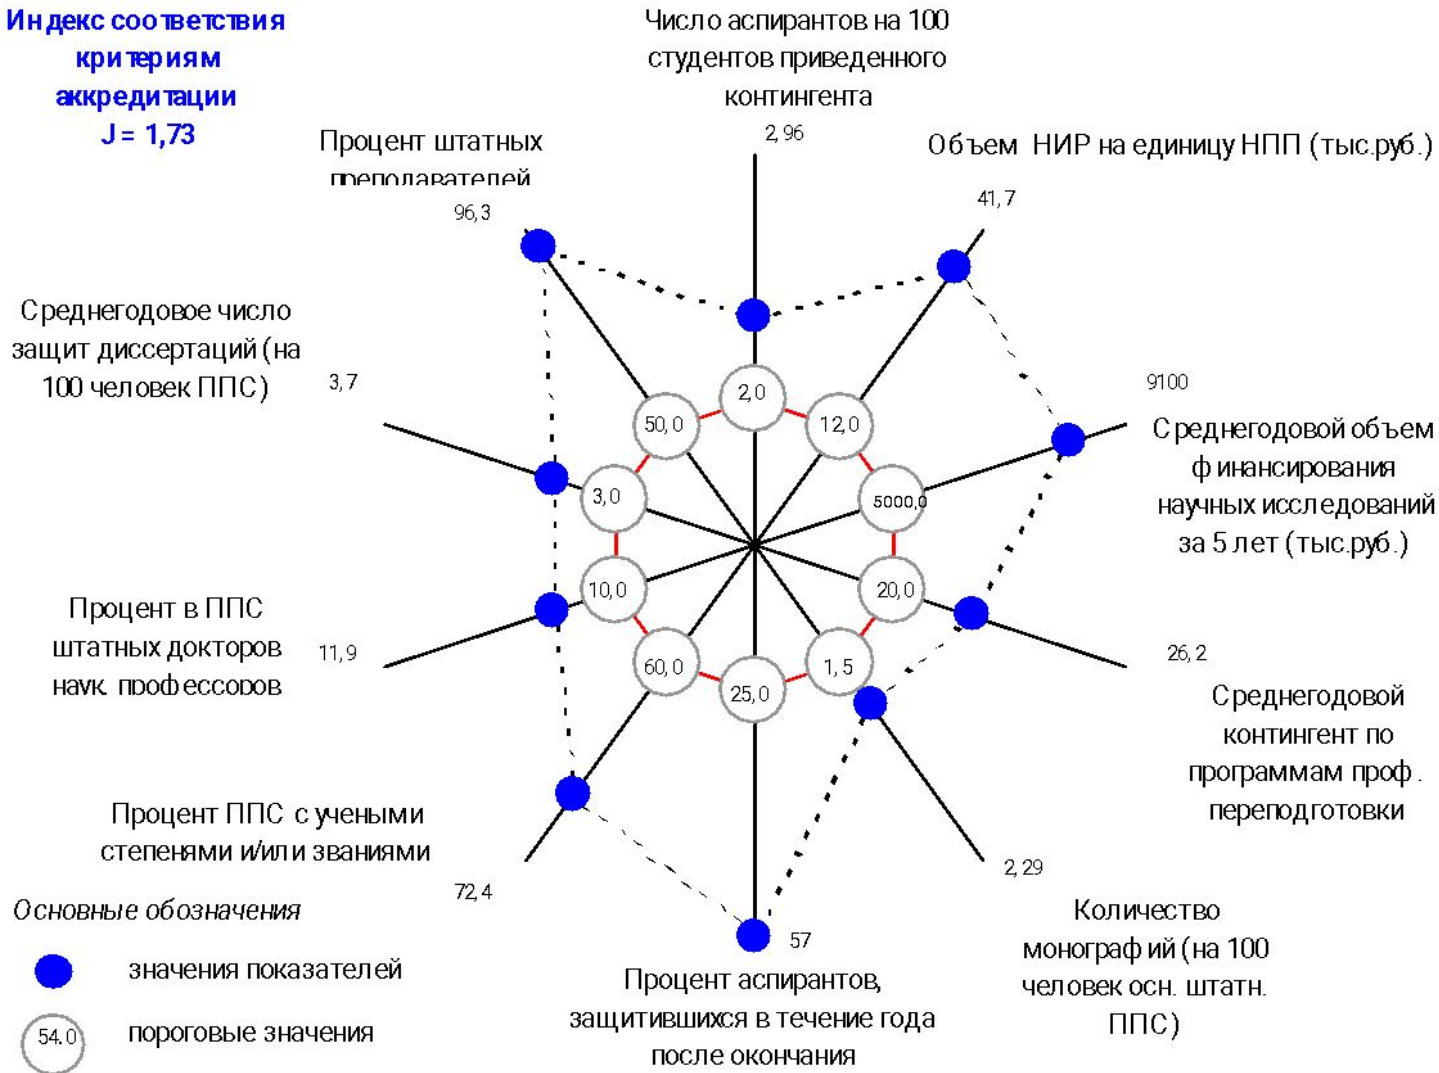 Индекс соответствия
критериям
аккредитации
J = 1,73
Число аспирантов на 100
студентов приведенного
контингента
2,96
Объем НИР на единицу НПП (тыс.руб.)
41,7
Процент штатных
преподавателей
96,3
Среднегодовое число
защит диссертаций (на
100 человек ППС)
3,7
9100
Среднегодовой объем
финансирования
научных исследований
за 5 лет (тыс.руб.)
2,0
50,0
12,0
3,0
5000,0
10,0
20,0
60,0
1,5
25,0
Процент в ППС
штатных докторов
наук, профессоров
11,9
26,2
Среднегодовой
контингент по
программам проф.
переподготовки
Процент ППС с учеными
степенями и/или званиями
72,4
2,29
Количество
монографий (на 100
человек осн. штатн.
ППС)
57
Процент аспирантов,
защитившихся в течение года
после окончания
Основные обозначения
значения показателей
54.0
пороговые значения